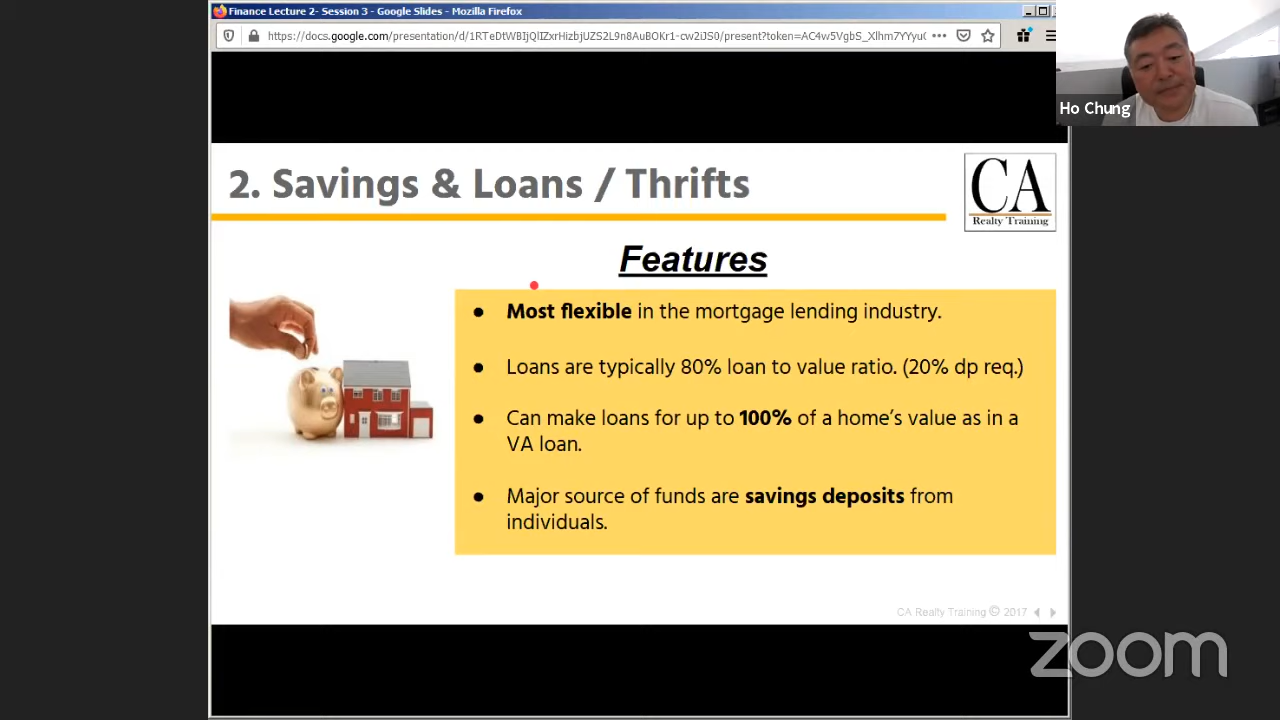 Finance Lecture 2- Session 3 - Google Slides - Mozilla Firefox
Ho Chung
2. Savings & Loans / Thrifts
CA
Realty Training
Features
● Most flexible in the mortgage lending industry.
● Loans are typically 80% loan to value ratio. (20% dp req.)
● Can make loans for up to 100% of a home’s value as in a
VA loan.
● Major source of funds are savings deposits from
individuals.
CA Realty Training © 2017
zoom